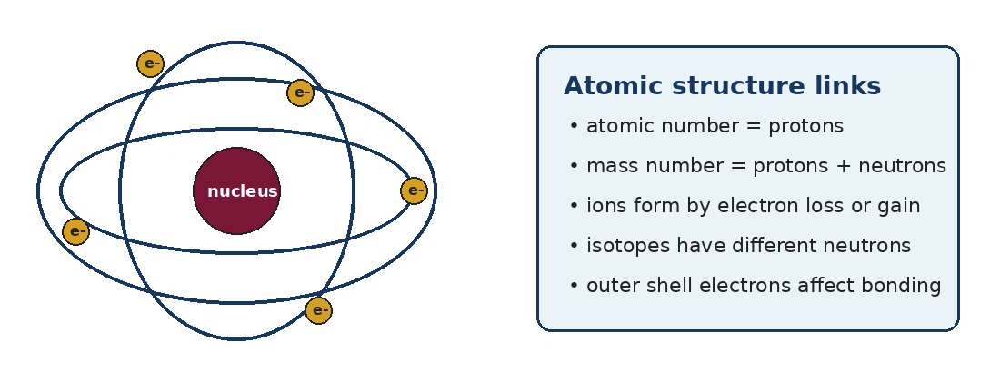 e-
e-
nucleus
e-
e-
e-
Atomic structure links
• atomic number = protons
• mass number = protons + neutrons
• ions form by electron loss or gain
• isotopes have different neutrons
• outer shell electrons affect bonding